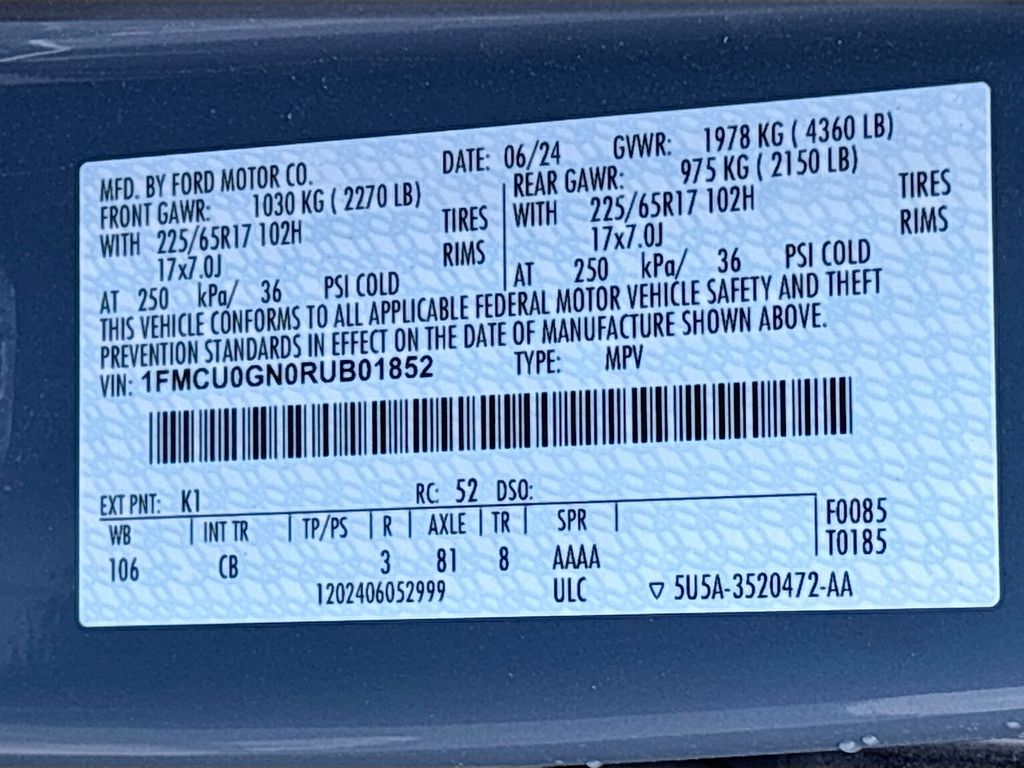 MFD. BY FORD MOTOR CO. DATE: 06/24 GVWR: 1978 KG ( 4360 LB)
FRONT GAWR: 1030 KG ( 2270 LB) REAR GAWR: 975 KG ( 2150 LB)
WITH 225/65R17 102H TIRES WITH 225/65R17 102H TIRES
17x7.0J RIMS 17x7.0J RIMS
AT 250 kPa/ 36 PSI COLD AT 250 kPa/ 36 PSI COLD
THIS VEHICLE CONFORMS TO ALL APPLICABLE FEDERAL MOTOR VEHICLE SAFETY AND THEFT
PREVENTION STANDARDS IN EFFECT ON THE DATE OF MANUFACTURE SHOWN ABOVE.
VIN: 1FMCU0GN0RUB01852 TYPE: MPV
EXT PNT: K1 RC: 52 DSO:
WB INT TR TP/PS R AXLE TR SPR F0085
106 CB 3 81 8 AAAA T0185
1202406052999 ULC ▽ 5U5A-3520472-AA